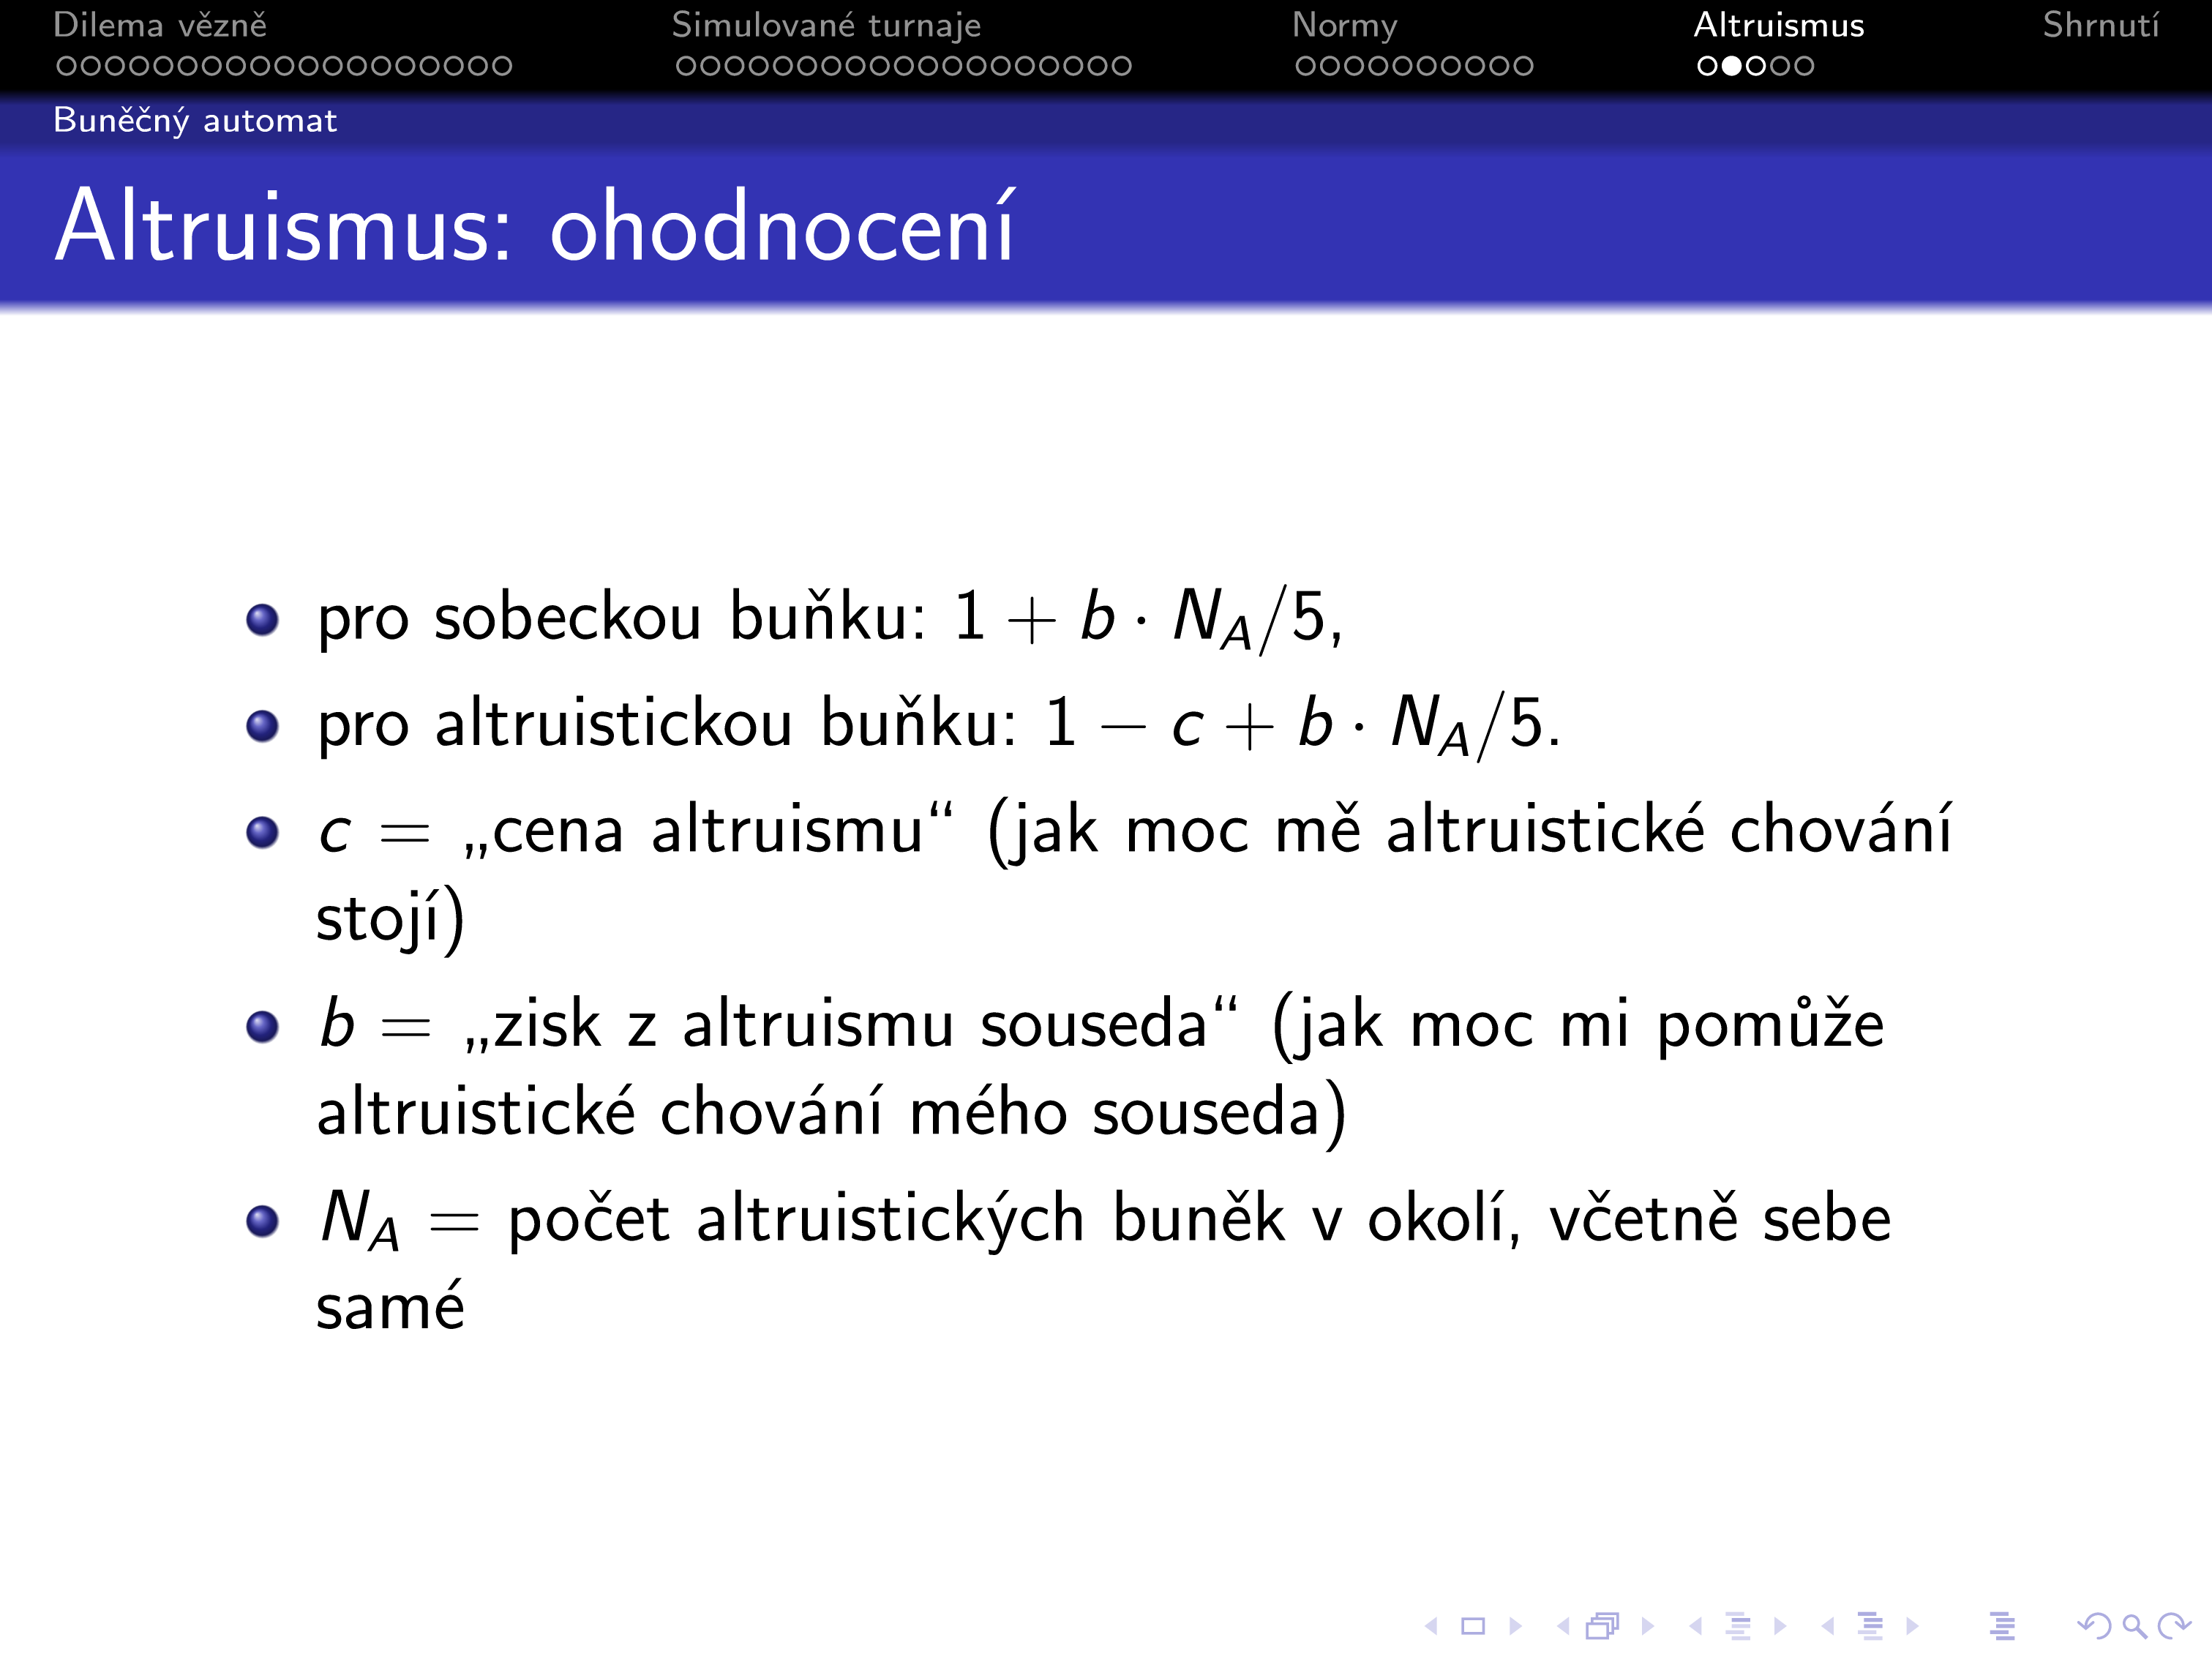 Dilema vězně
Simulované turnaje
Normy
Altruismus
Shrnutí
Buněčný automat
Altruismus: ohodnocení
pro sobeckou buňku: 1 + b · N_A/5,
pro altruistickou buňku: 1 − c + b · N_A/5.
c = „cena altruismu“ (jak moc mě altruistické chování
stojí)
b = „zisk z altruismu souseda“ (jak moc mi pomůže
altruistické chování mého souseda)
N_A = počet altruistických buněk v okolí, včetně sebe
samé